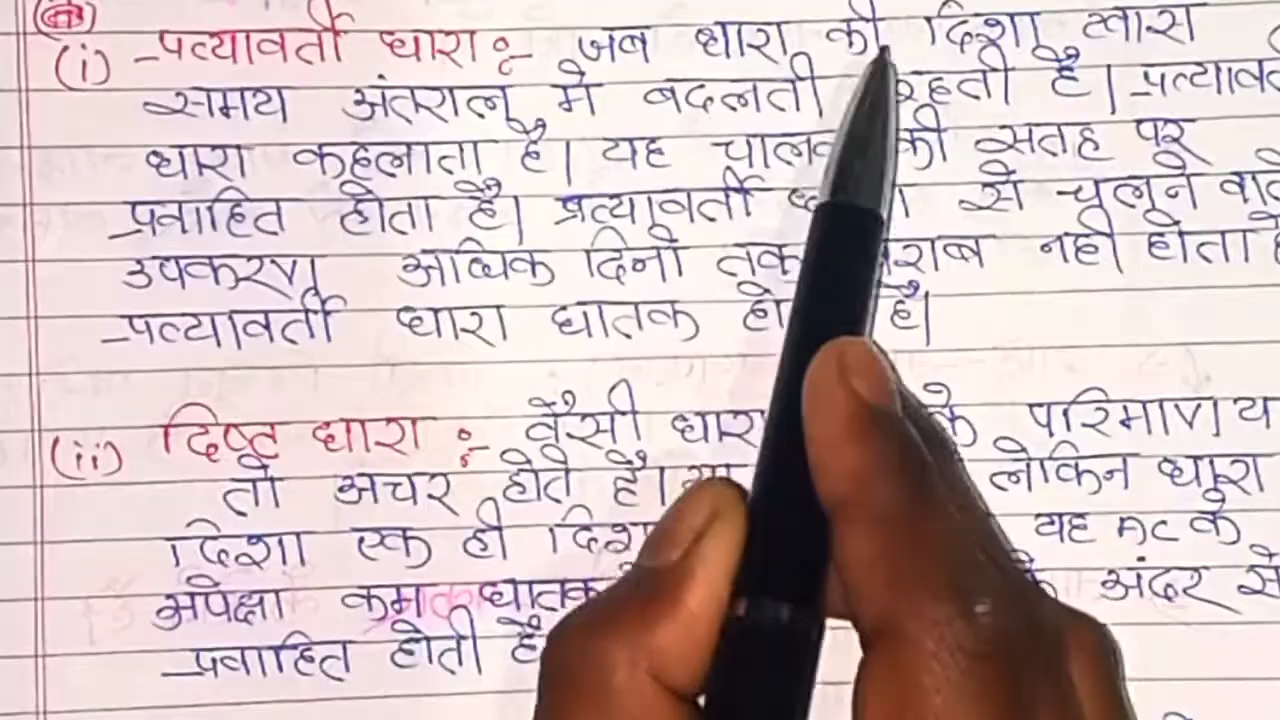 (i) प्रत्यावर्ती धारा :- जब धारा की दिशा खास
समय अंतराल में बदलती रहती है। प्रत्यावर्त
धारा कहलाता है। यह चालक की सतह पर
प्रवाहित होता है। प्रत्यावर्ती से चलने वाले
उपकरण अधिक दिनो तक खराब नही होता है
प्रत्यावर्ती धारा घातक है।
(ii) दिष्ट धारा :- वैसी धारा के परिमाण य
तो अचर होते है। या लेकिन धारा
दिशा एक ही दिशा यह AC के
अपेक्षा कम घातक अंदर से
प्रवाहित होती है